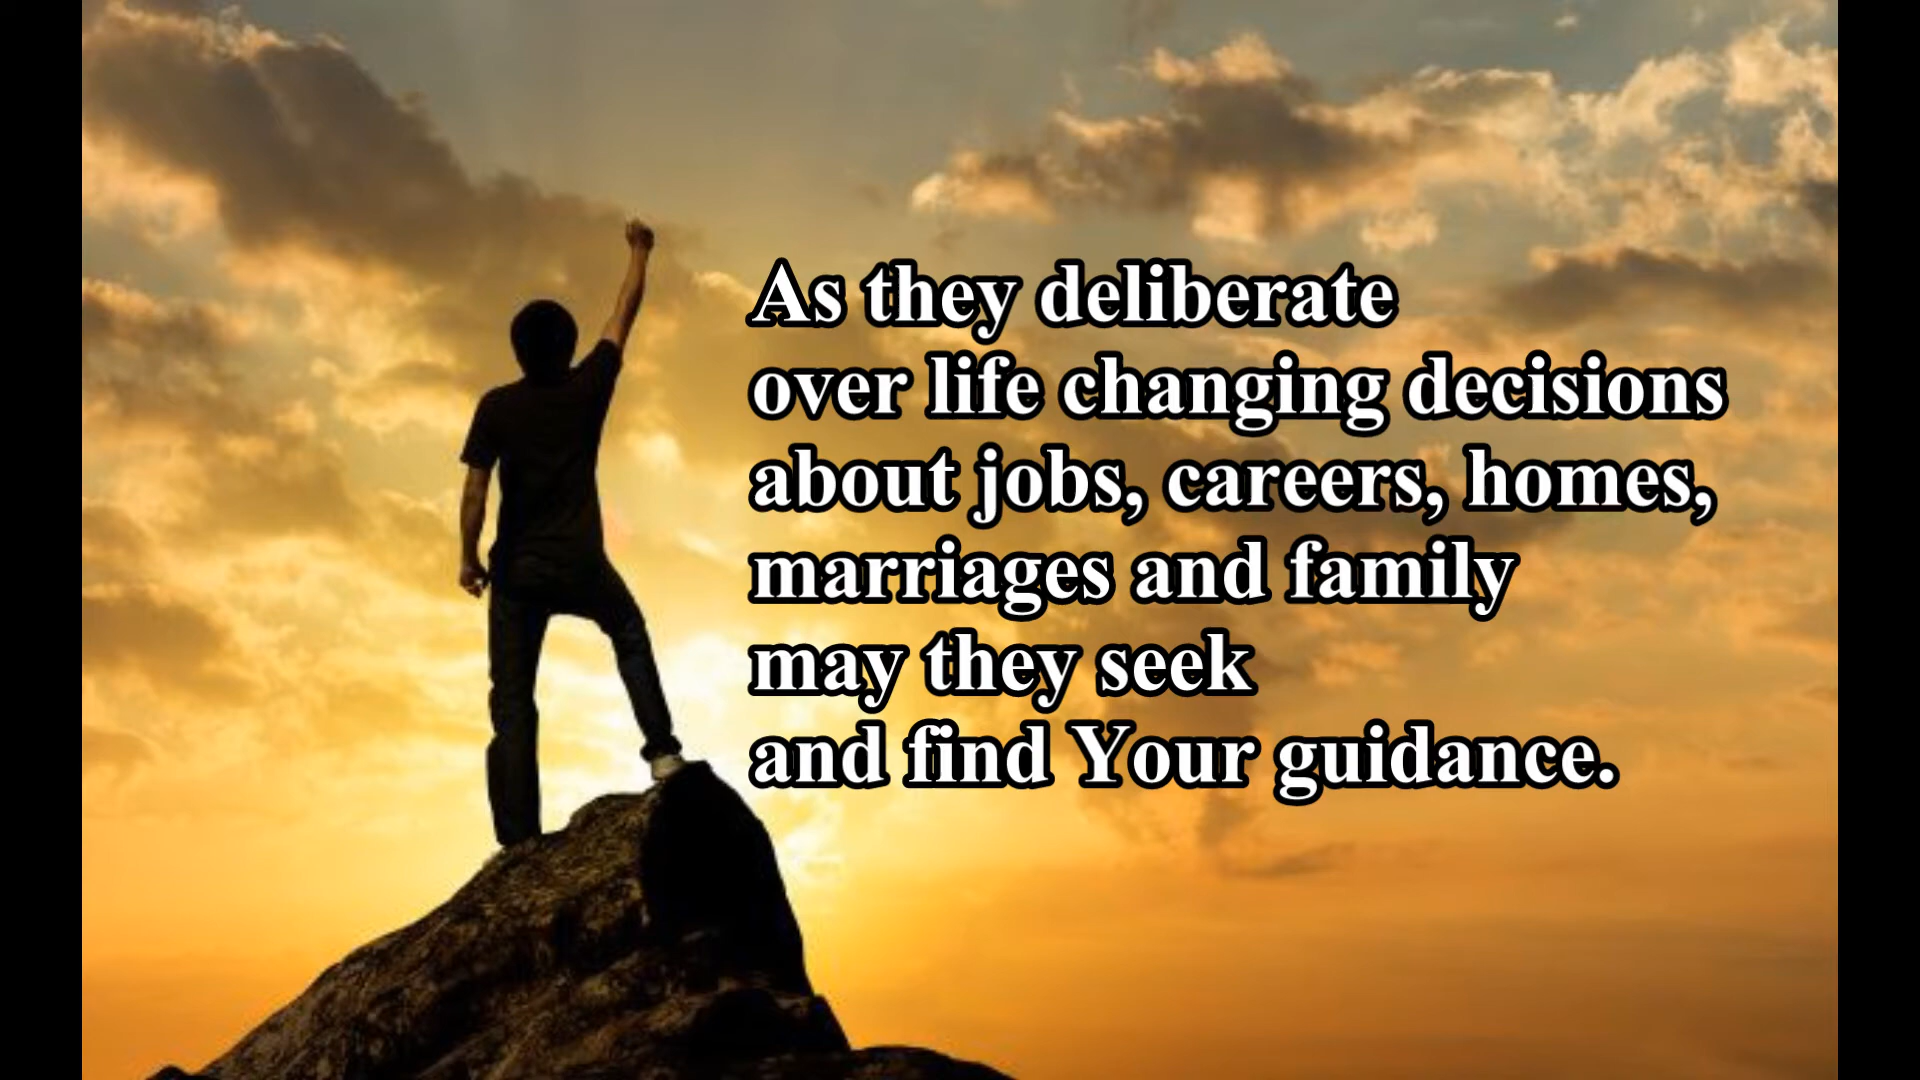 As they deliberate
over life changing decisions
about jobs, careers, homes,
marriages and family
may they seek
and find Your guidance.